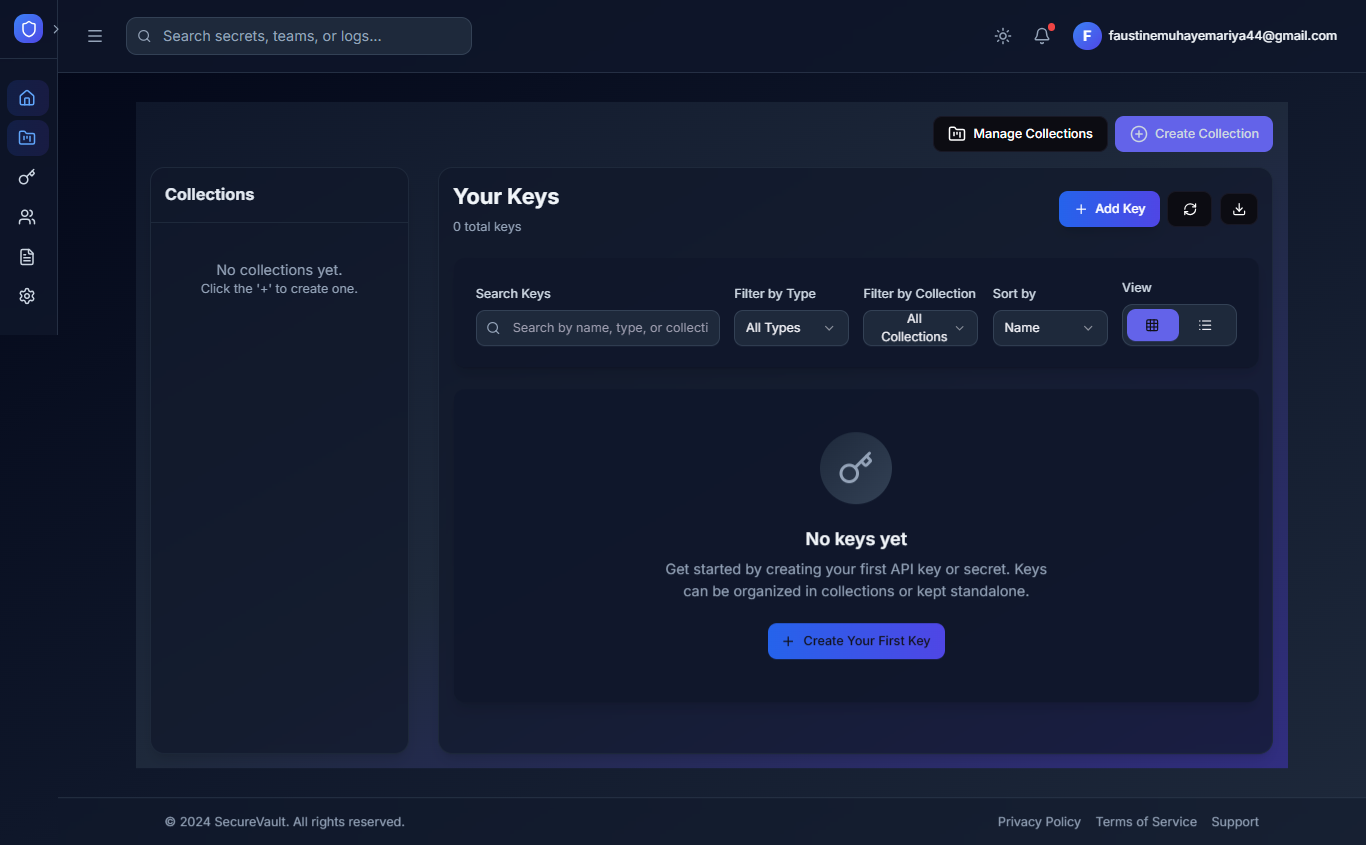 Search secrets, teams, or logs...
F
faustinemuhayemariya44@gmail.com
Manage Collections
Create Collection
Collections
No collections yet.
Click the '+' to create one.
Your Keys
0 total keys
Add Key
Search Keys
Search by name, type, or collecti
Filter by Type
All Types
Filter by Collection
All
Collections
Sort by
Name
View
No keys yet
Get started by creating your first API key or secret. Keys
can be organized in collections or kept standalone.
Create Your First Key
© 2024 SecureVault. All rights reserved.
Privacy Policy
Terms of Service
Support